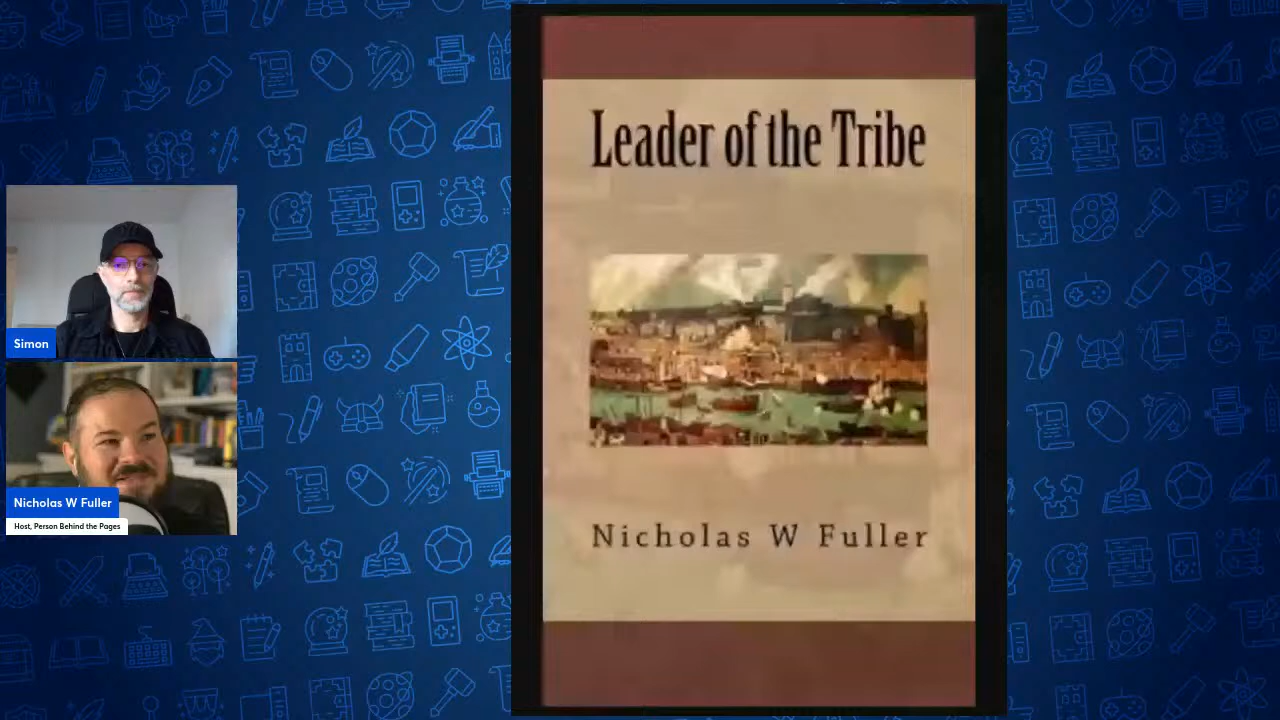 Leader of the Tribe
Nicholas W Fuller
Simon
Nicholas W Fuller
Host, Person Behind the Pages